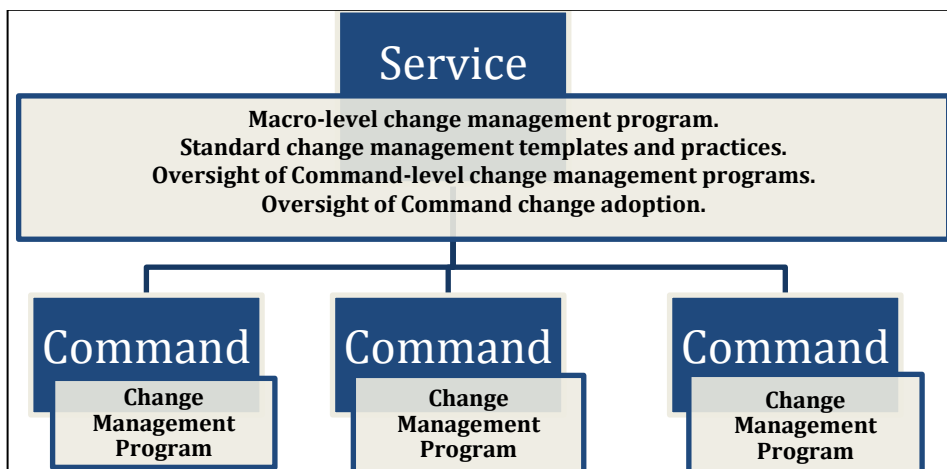 Service
Macro-level change management program.
Standard change management templates and practices.
Oversight of Command-level change management programs.
Oversight of Command change adoption.
Command
Change
Management
Program
Command
Change
Management
Program
Command
Change
Management
Program